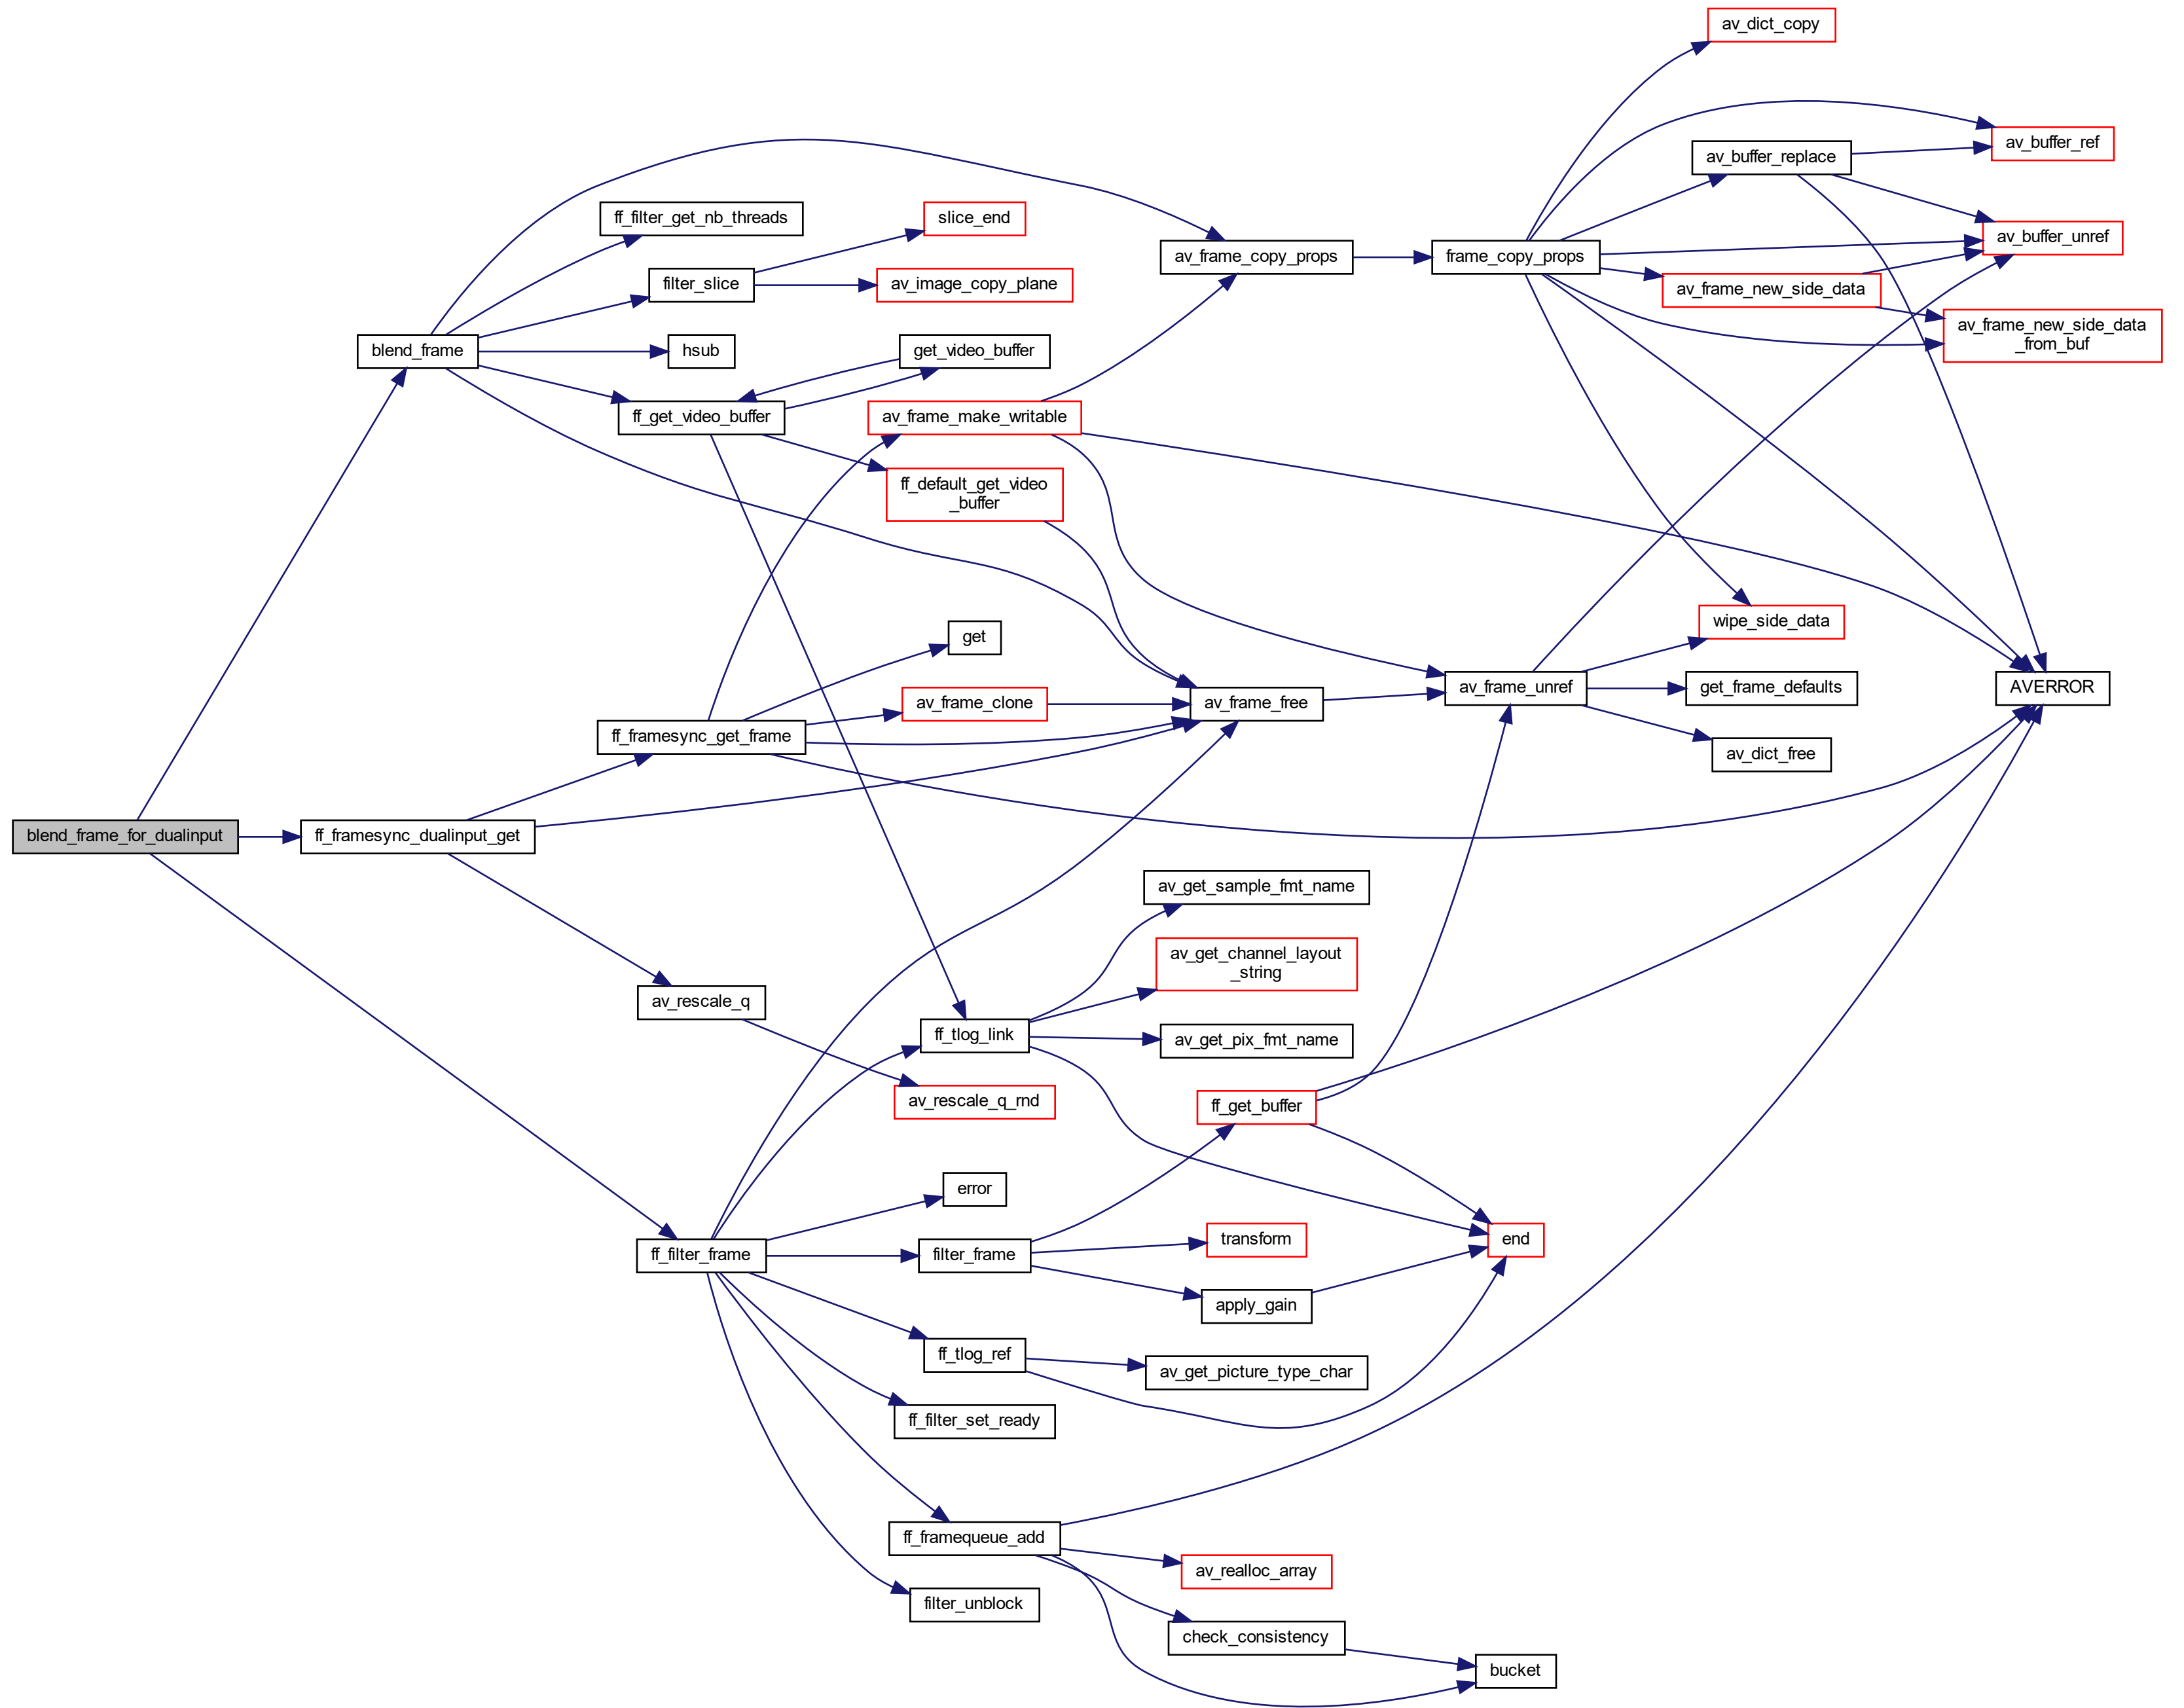 av_dict_copy
av_buffer_ref
av_buffer_replace
ff_filter_get_nb_threads
slice_end
av_buffer_unref
av_frame_copy_props
frame_copy_props
filter_slice
av_image_copy_plane
av_frame_new_side_data
av_frame_new_side_data
_from_buf
blend_frame
hsub
get_video_buffer
ff_get_video_buffer
av_frame_make_writable
ff_default_get_video
_buffer
get
wipe_side_data
av_frame_clone
av_frame_free
av_frame_unref
get_frame_defaults
AVERROR
ff_framesync_get_frame
av_dict_free
blend_frame_for_dualinput
ff_framesync_dualinput_get
av_get_sample_fmt_name
av_get_channel_layout
_string
av_rescale_q
ff_tlog_link
av_get_pix_fmt_name
av_rescale_q_rnd
ff_get_buffer
error
ff_filter_frame
filter_frame
transform
end
apply_gain
ff_tlog_ref
av_get_picture_type_char
ff_filter_set_ready
ff_framequeue_add
av_realloc_array
filter_unblock
check_consistency
bucket